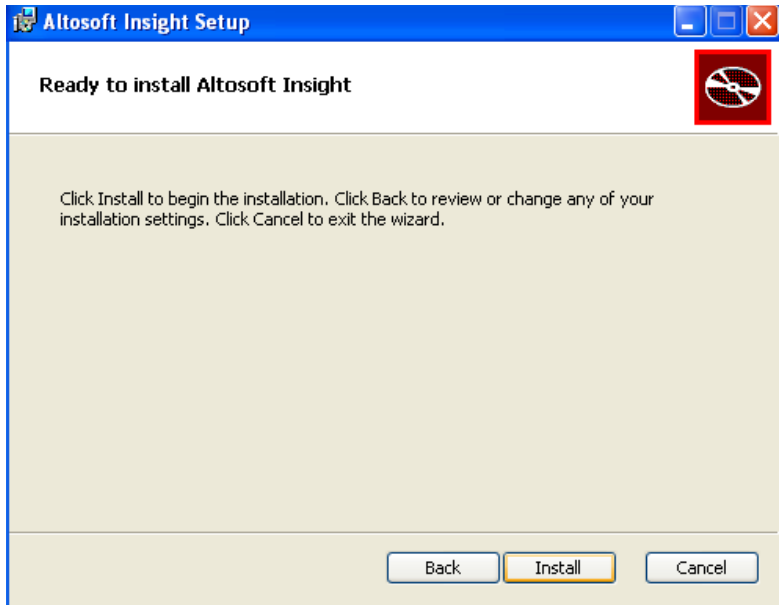 Altosoft Insight Setup
Ready to install Altosoft Insight
Click Install to begin the installation. Click Back to review or change any of your
installation settings. Click Cancel to exit the wizard.
Back Install Cancel